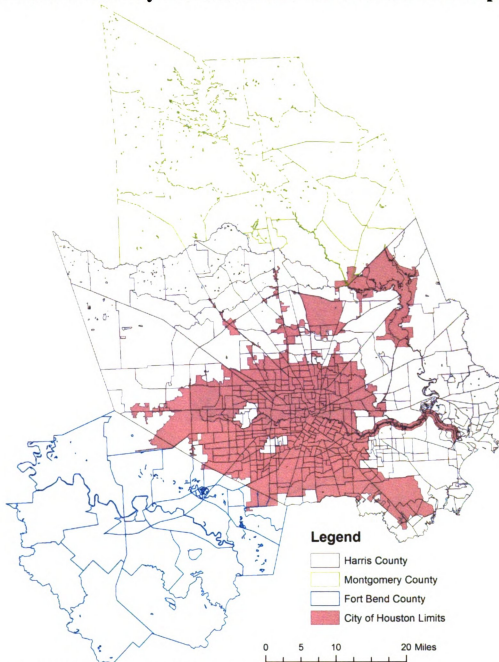 Legend
Harris County
Montgomery County
Fort Bend County
City of Houston Limits
0 5 10 20 Miles